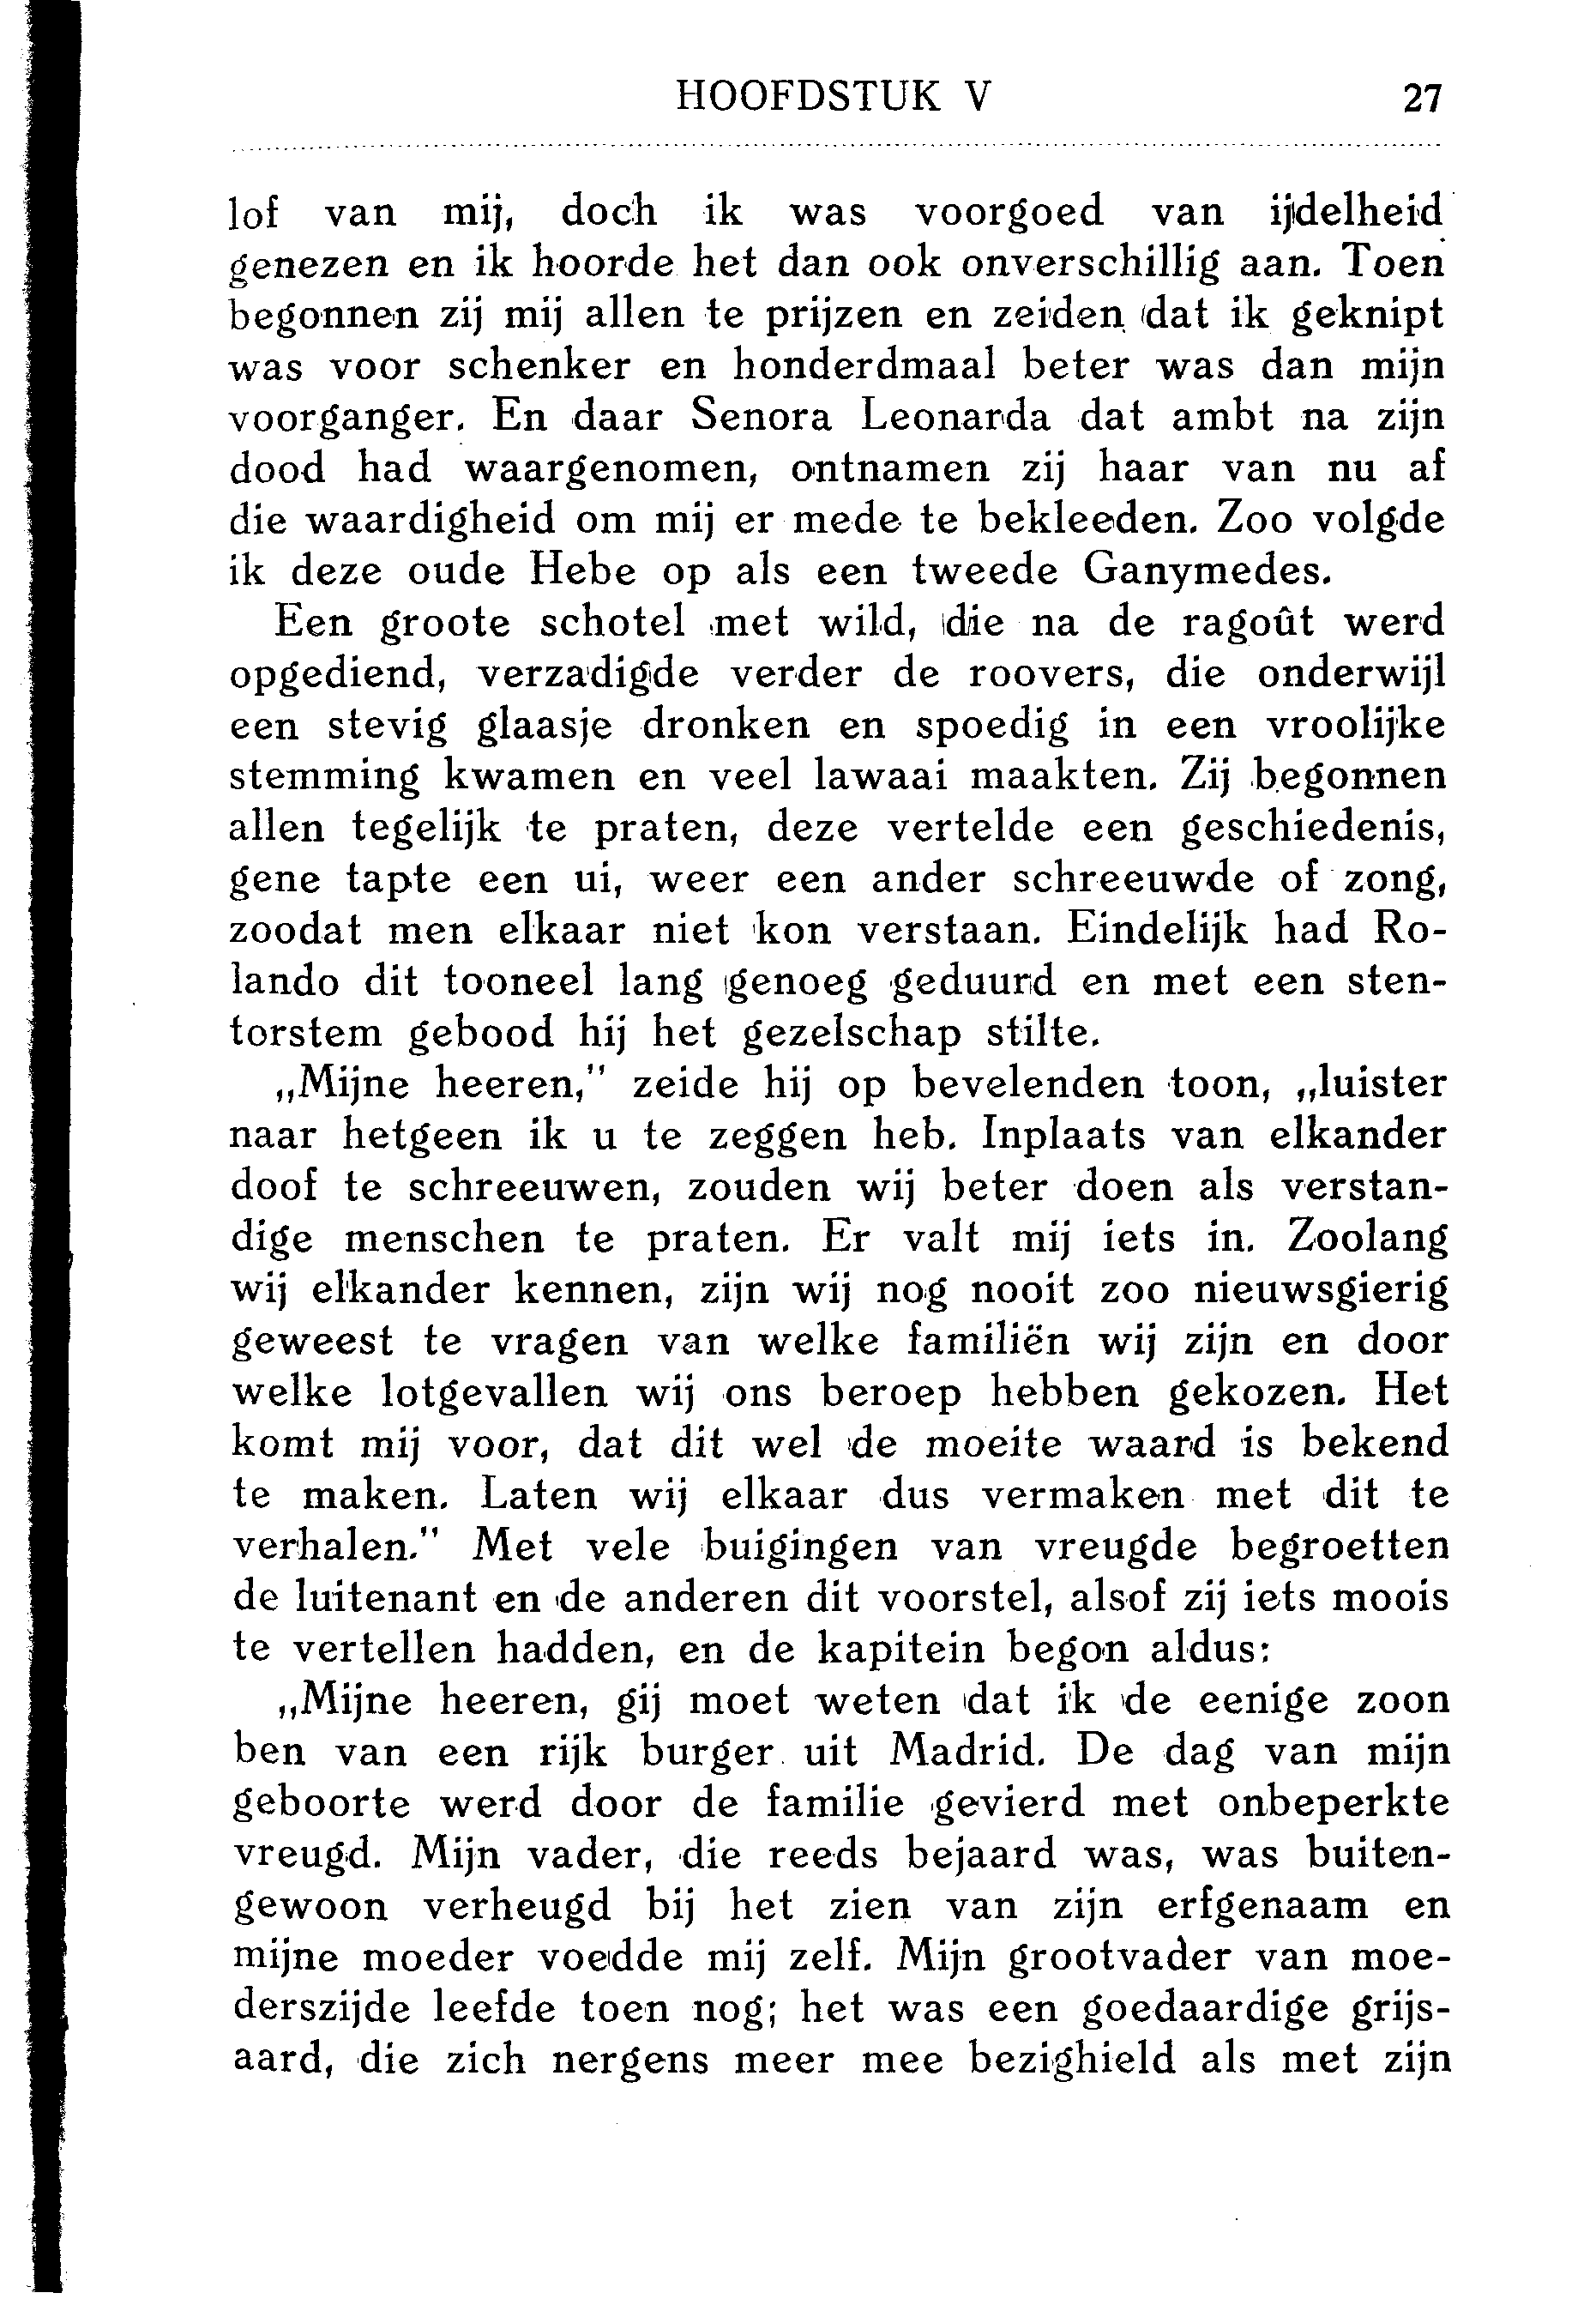 HOOFDSTUK V 27
lof van mij, doch ik was voorgoed van ijdelheid
genezen en ik hoorde het dan ook onverschillig aan. Toen
begonnen zij mij allen te prijzen en zeiden dat ik geknipt
was voor schenker en honderdmaal beter was dan mijn
voorganger. En daar Senora Leonarda dat ambt na zijn
dood had waargenomen, ontnamen zij haar van nu af
die waardigheid om mij er mede te bekleeden. Zoo volgde
ik deze oude Hebe op als een tweede Ganymedes.
Een groote schotel met wild, die na de ragoût werd
opgediend, verzadigde verder de roovers, die onderwijl
een stevig glaasje dronken en spoedig in een vroolijke
stemming kwamen en veel lawaai maakten. Zij begonnen
allen tegelijk te praten, deze vertelde een geschiedenis,
gene tapte een ui, weer een ander schreeuwde of zong,
zoodat men elkaar niet kon verstaan. Eindelijk had Ro-
lando dit tooneel lang genoeg geduurd en met een sten-
torstem gebood hij het gezelschap stilte.
„Mijne heeren,” zeide hij op bevelenden toon, „luister
naar hetgeen ik u te zeggen heb. Inplaats van elkander
doof te schreeuwen, zouden wij beter doen als verstan-
dige menschen te praten. Er valt mij iets in. Zoolang
wij elkander kennen, zijn wij nog nooit zoo nieuwsgierig
geweest te vragen van welke familiën wij zijn en door
welke lotgevallen wij ons beroep hebben gekozen. Het
komt mij voor, dat dit wel de moeite waard is bekend
te maken. Laten wij elkaar dus vermaken met dit te
verhalen.” Met vele buigingen van vreugde begroetten
de luitenant en de anderen dit voorstel, alsof zij iets moois
te vertellen hadden, en de kapitein begon aldus:
„Mijne heeren, gij moet weten dat ik de eenige zoon
ben van een rijk burger uit Madrid. De dag van mijn
geboorte werd door de familie gevierd met onbeperkte
vreugd. Mijn vader, die reeds bejaard was, was buiten-
gewoon verheugd bij het zien van zijn erfgenaam en
mijne moeder voedde mij zelf. Mijn grootvader van moe-
derszijde leefde toen nog; het was een goedaardige grijs-
aard, die zich nergens meer mee bezighield als met zijn